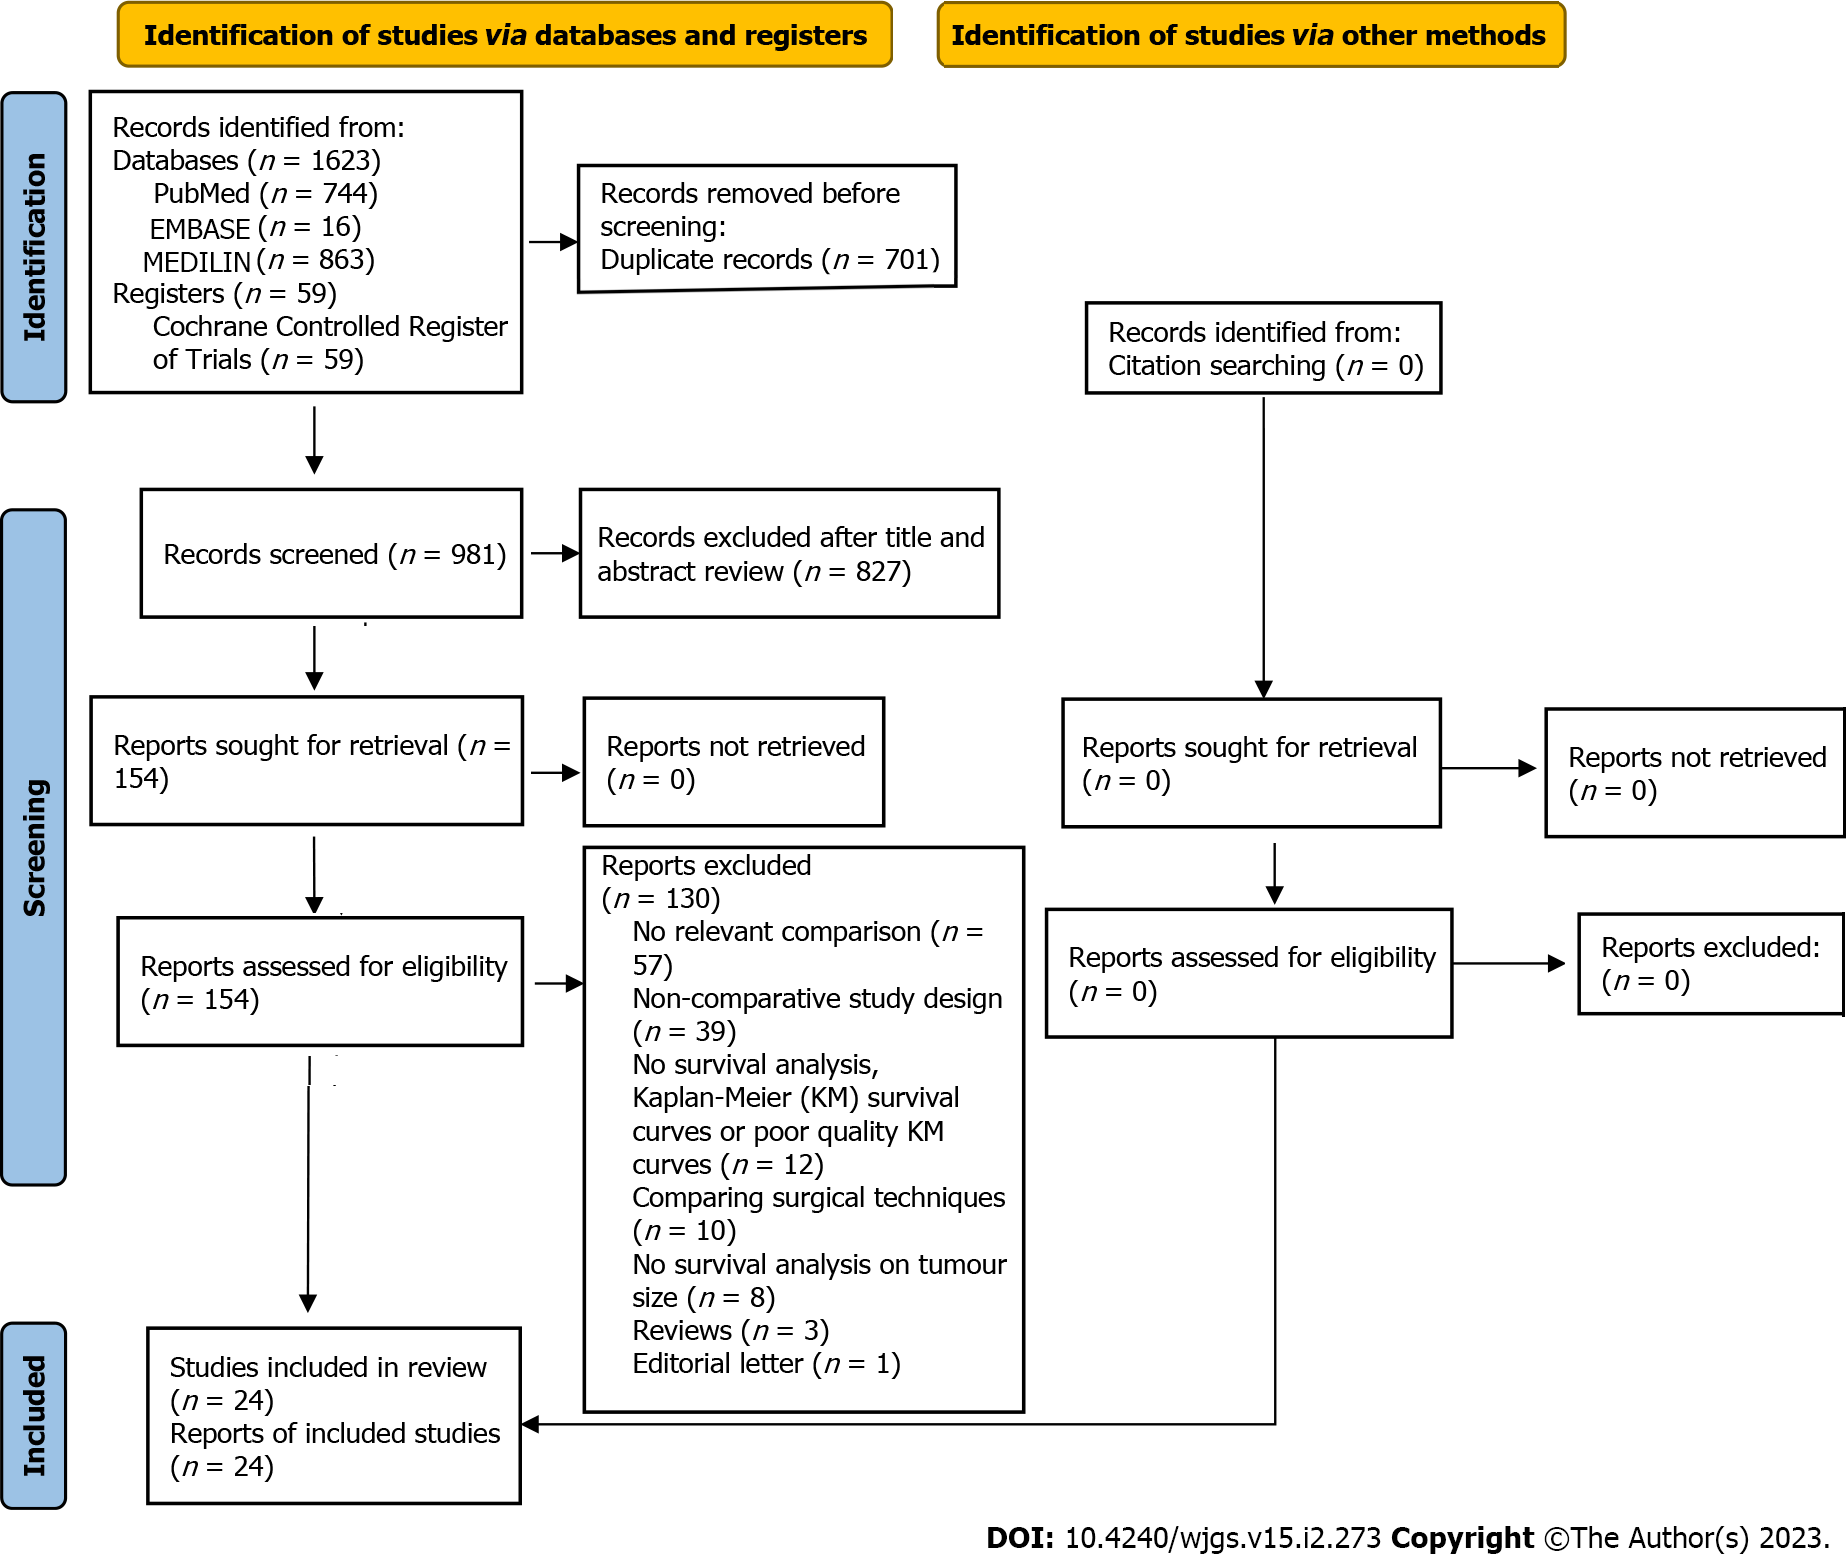 Identification of studies via databases and registers
Identification of studies via other methods
Identification
Records identified from:
Databases (n = 1623)
PubMed (n = 744)
EMBASE (n = 16)
MEDILIN (n = 863)
Registers (n = 59)
Cochrane Controlled Register
of Trials (n = 59)
Records removed before
screening:
Duplicate records (n = 701)
Records identified from:
Citation searching (n = 0)
Screening
Records screened (n = 981)
Records excluded after title and
abstract review (n = 827)
Reports sought for retrieval (n =
154)
Reports not retrieved
(n = 0)
Reports sought for retrieval
(n = 0)
Reports not retrieved
(n = 0)
Reports assessed for eligibility
(n = 154)
Reports excluded
(n = 130)
No relevant comparison (n =
57)
Non-comparative study design
(n = 39)
No survival analysis,
Kaplan-Meier (KM) survival
curves or poor quality KM
curves (n = 12)
Comparing surgical techniques
(n = 10)
No survival analysis on tumour
size (n = 8)
Reviews (n = 3)
Editorial letter (n = 1)
Reports assessed for eligibility
(n = 0)
Reports excluded:
(n = 0)
Included
Studies included in review
(n = 24)
Reports of included studies
(n = 24)
DOI: 10.4240/wjgs.v15.i2.273 Copyright ©The Author(s) 2023.